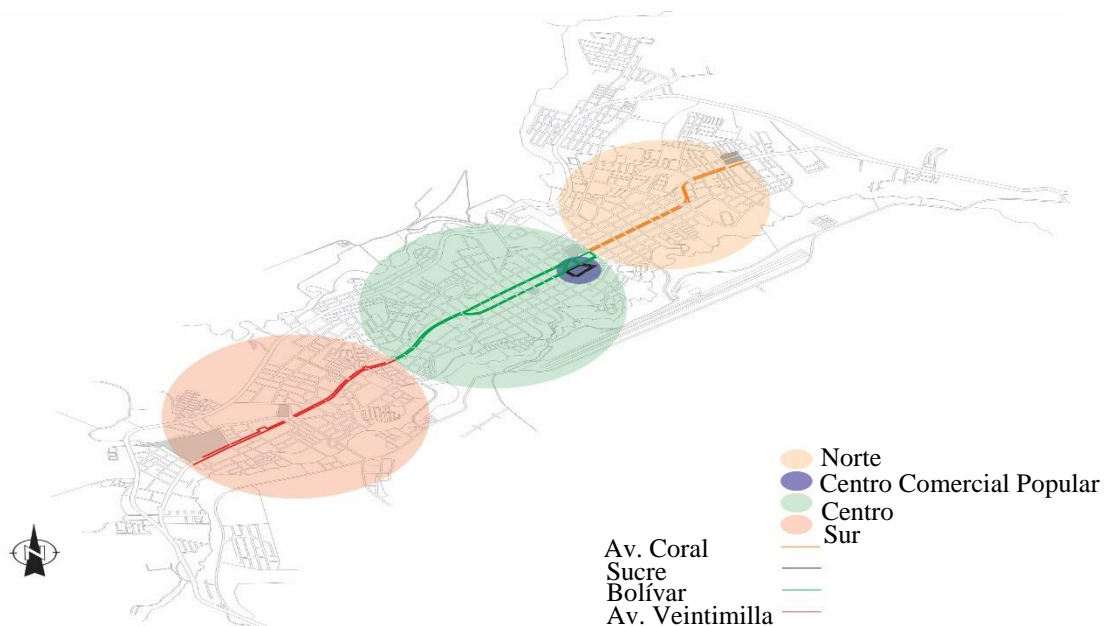 Norte
Centro Comercial Popular
Centro
Sur
Av. Coral
Sucre
Bolívar
Av. Veintimilla
N